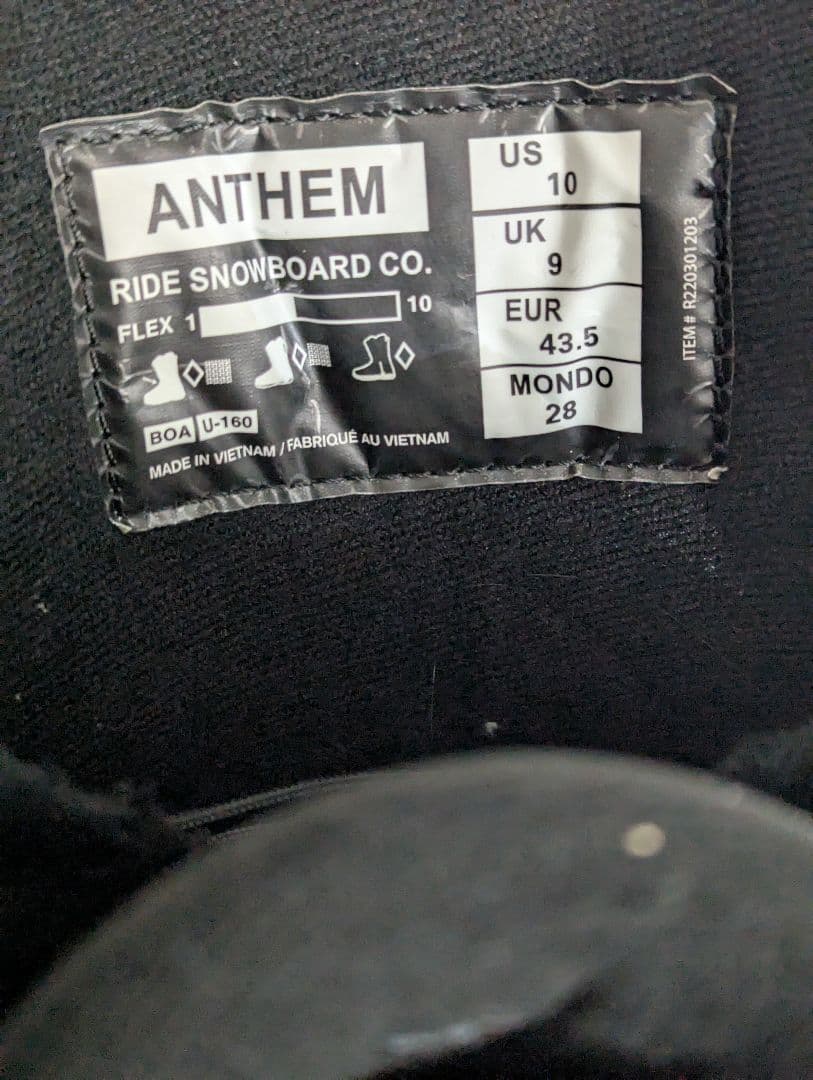 ANTHEM
RIDE SNOWBOARD CO.
FLEX 1 10
BOA U-160
MADE IN VIETNAM / FABRIQUÉ AU VIETNAM
US
10
UK
9
EUR
43.5
MONDO
28
ITEM# R220301203